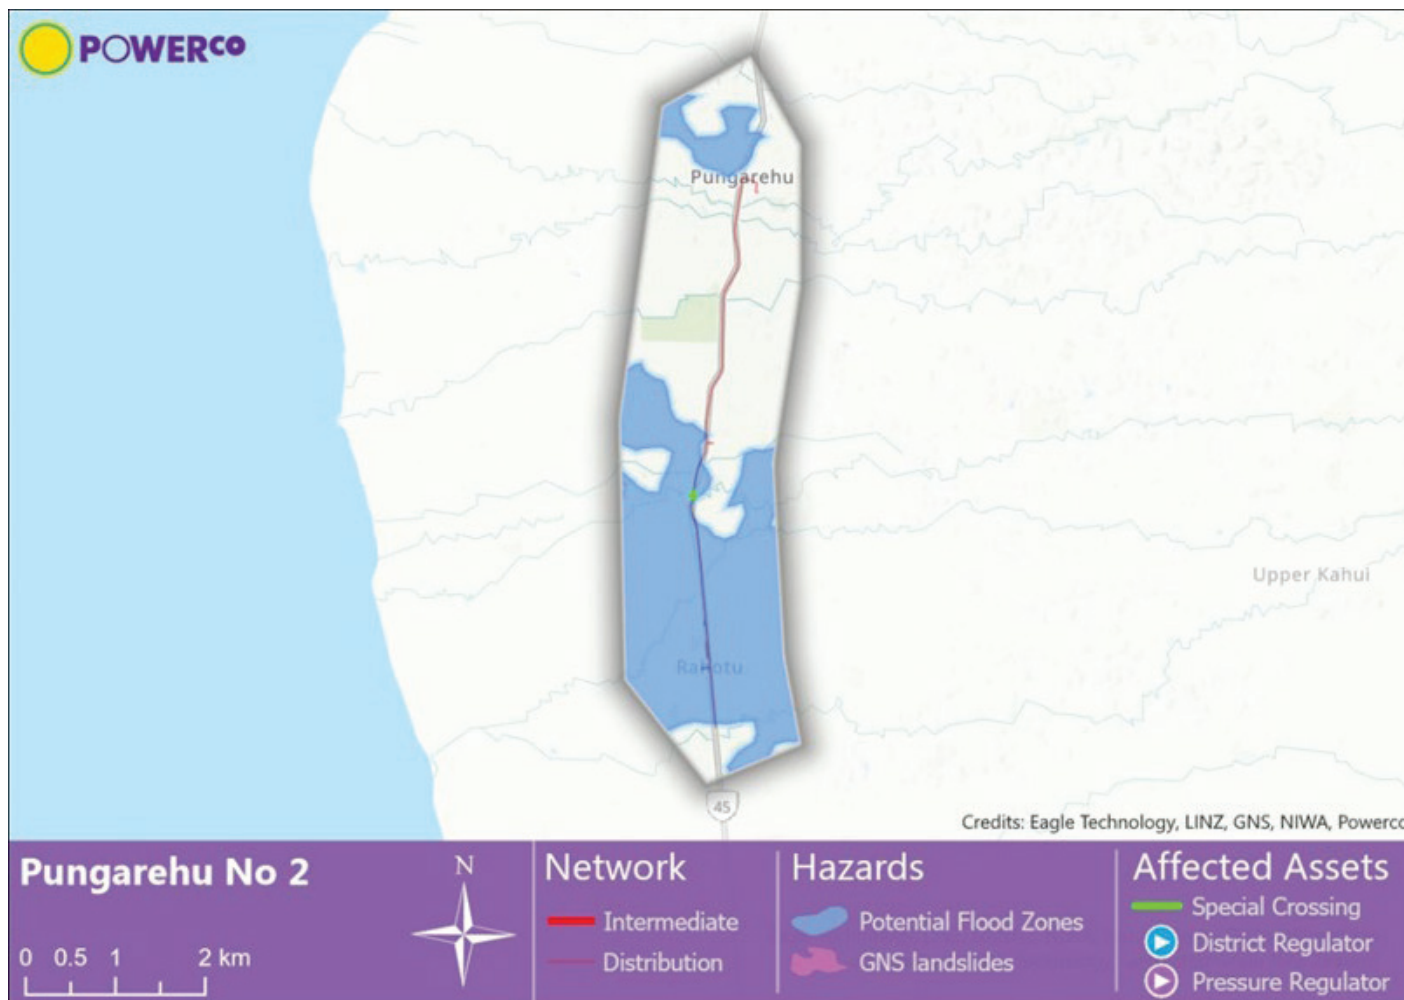 POWERCO
Pungarehu
Upper Kahui
Rahotu
45
Credits: Eagle Technology, LINZ, GNS, NIWA, Powerco
Pungarehu No 2
N
0 0.5 1 2 km
Network
Intermediate
Distribution
Hazards
Potential Flood Zones
GNS landslides
Affected Assets
Special Crossing
District Regulator
Pressure Regulator